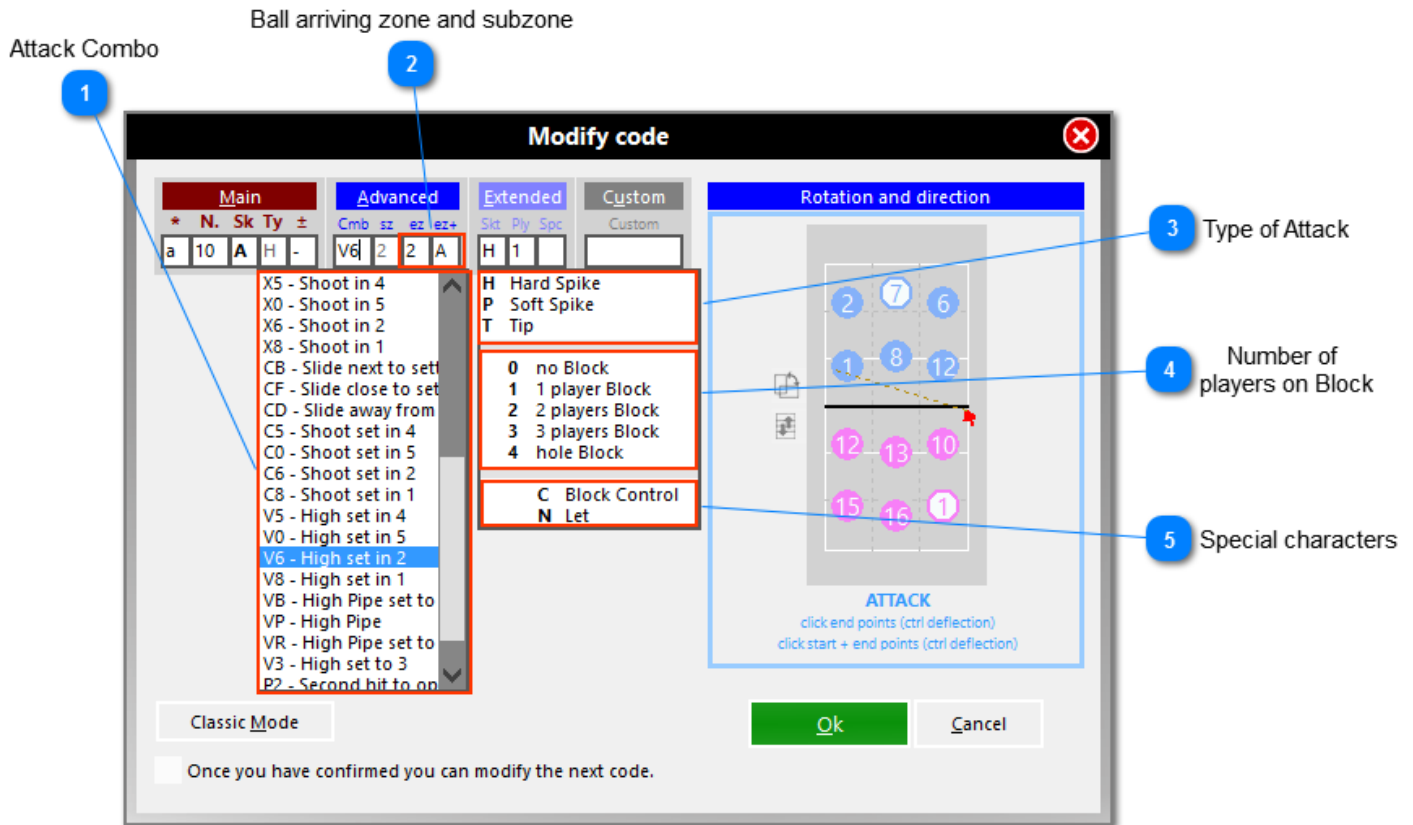 Ball arriving zone and subzone
Attack Combo
2
1
Modify code
Main Advanced Extended Custom Rotation and direction
* N. Sk Ty ± Cmb sz ez ez+ Skt Ply Spc Custom
a 10 A H - V6 2 2 A H 1
X5 - Shoot in 4
X0 - Shoot in 5
X6 - Shoot in 2
X8 - Shoot in 1
CB - Slide next to sett
CF - Slide close to set
CD - Slide away from
C5 - Shoot set in 4
C0 - Shoot set in 5
C6 - Shoot set in 2
C8 - Shoot set in 1
V5 - High set in 4
V0 - High set in 5
V6 - High set in 2
V8 - High set in 1
VB - High Pipe set to
VP - High Pipe
VR - High Pipe set to
V3 - High set to 3
P2 - Second hit to op
H Hard Spike
P Soft Spike
T Tip
0 no Block
1 1 player Block
2 2 players Block
3 3 players Block
4 hole Block
C Block Control
N Let
2 7 6
1 8 12
12 13 10
15 16 1
ATTACK
click end points (ctrl deflection)
click start + end points (ctrl deflection)
3 Type of Attack
4 Number of
players on Block
5 Special characters
Classic Mode
Ok Cancel
Once you have confirmed you can modify the next code.